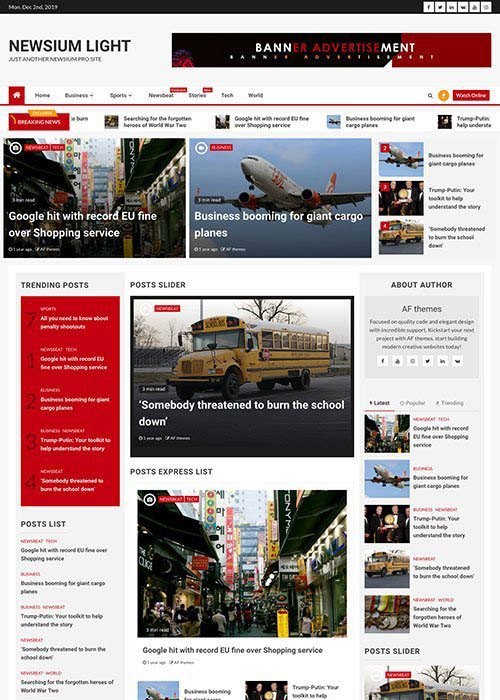 Mon. Dec 2nd, 2019
NEWSIUM LIGHT
JUST ANOTHER NEWSIUM PRO SITE
BANNER ADVERTISEMENT
BANNER ADVERTISEMENT
Home
Business
Sports
Newsbeat
Stories
Tech
World
Watch Online
EXCLUSIVE
BREAKING NEWS
to burn
Searching for the forgotten
heroes of World War Two
Google hit with record EU fine
over Shopping service
Business booming for giant
cargo planes
Trump-Putin: Your
toolkit to help understa
NEWSBEAT TECH
3 min read
Google hit with record EU fine
over Shopping service
1 year ago AF themes
BUSINESS
3 min read
Business booming for giant cargo
planes
1 year ago AF themes
2
Business booming for
giant cargo planes
3
Trump-Putin: Your
toolkit to help
understand the story
4
'Somebody threatened
to burn the school
down'
TRENDING POSTS
7
SPORTS
All you need to know about
penalty shootouts
1
NEWSBEAT TECH
Google hit with record EU
fine over Shopping service
2
BUSINESS
Business booming for giant
cargo planes
3
BUSINESS NEWSBEAT
Trump-Putin: Your toolkit to
help understand the story
4
NEWSBEAT
'Somebody threatened to
burn the school down'
POSTS LIST
NEWSBEAT TECH
Google hit with record EU fine over
Shopping service
BUSINESS
Business booming for giant cargo
planes
BUSINESS NEWSBEAT
Trump-Putin: Your toolkit to help
understand the story
NEWSBEAT
'Somebody threatened to burn the
school down'
NEWSBEAT WORLD
Searching for the forgotten heroes of
World War Two
POSTS SLIDER
NEWSBEAT
SCHOOL BUS
3 min read
'Somebody threatened to burn the school
down'
1 year ago AF themes
POSTS EXPRESS LIST
NEWSBEAT TECH
3 min read
Google hit with record EU fine over Shopping service
1 year ago AF themes
BUSINESS
Business booming for
BUSINESS
Trump-Putin: Your
ABOUT AUTHOR
AF themes
Focused on quality code and elegant design
with incredible support. Kickstart your next
project with AF themes, start building
modern creative websites today!
Latest
Popular
Trending
NEWSBEAT TECH
Google hit with record
EU fine over Shopping
service
BUSINESS
Business booming for
giant cargo planes
BUSINESS NEWSBEAT
Trump-Putin: Your
toolkit to help
understand the story
NEWSBEAT
'Somebody threatened
to burn the school down'
NEWSBEAT WORLD
Searching for the
forgotten heroes of
World War Two
POSTS SLIDER
NEWSBEAT